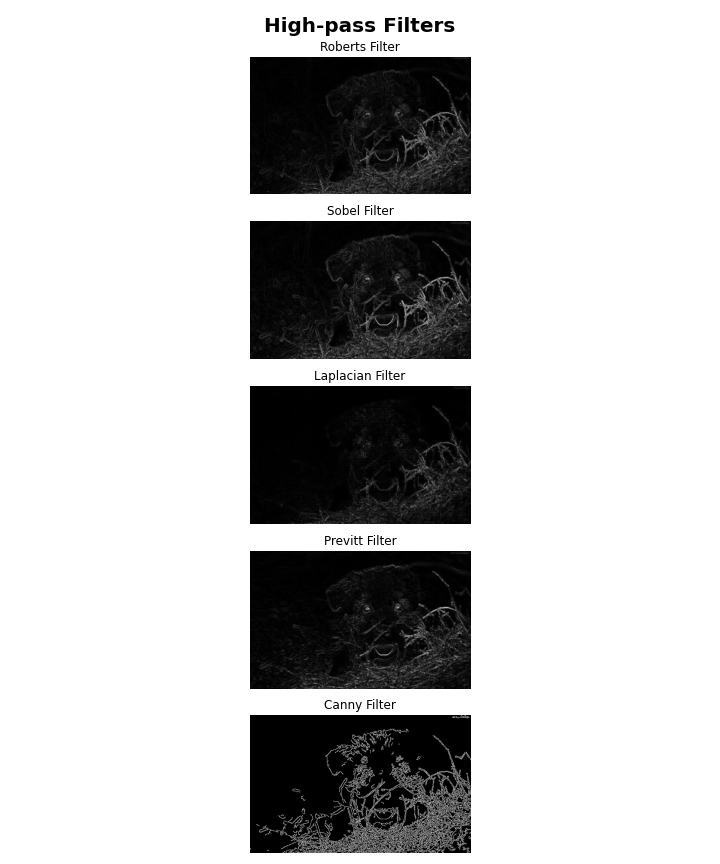 High-pass Filters
Roberts Filter
Sobel Filter
Laplacian Filter
Previtt Filter
Canny Filter